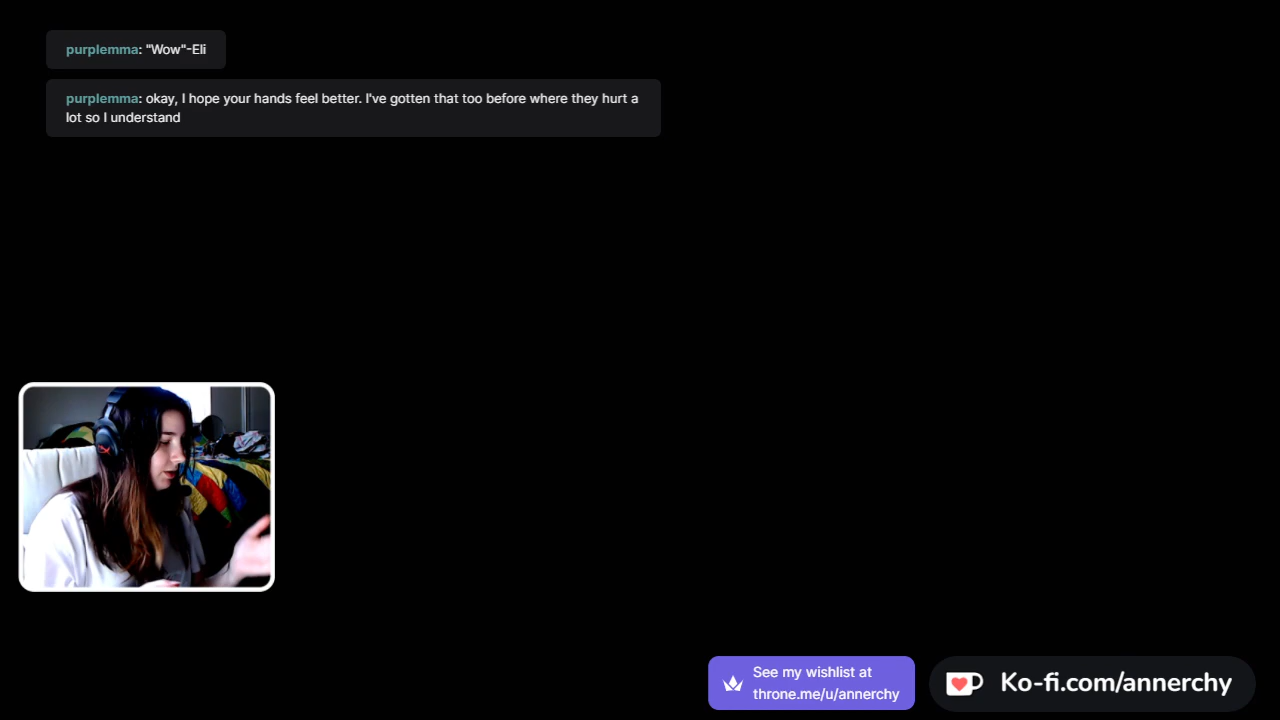 purplemma: "Wow"-Eli
purplemma: okay, I hope your hands feel better. I've gotten that too before where they hurt a
lot so I understand
See my wishlist at
throne.me/u/annerchy
Ko-fi.com/annerchy